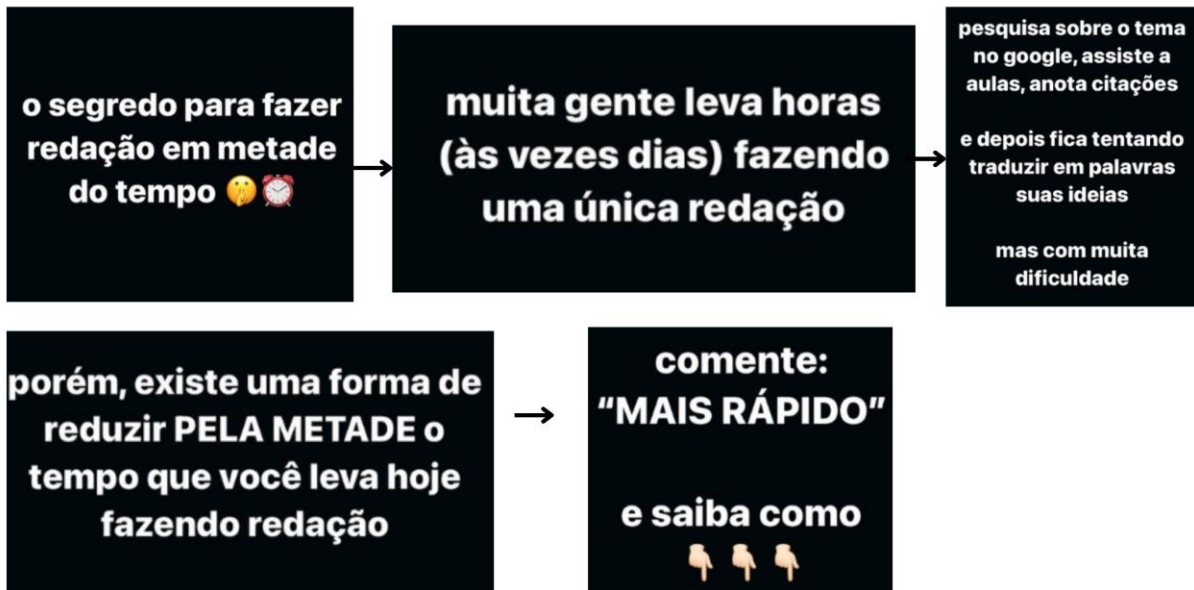 o segredo para fazer
redação em metade
do tempo 🤫⏰
muita gente leva horas
(às vezes dias) fazendo
uma única redação
pesquisa sobre o tema
no google, assiste a
aulas, anota citações
e depois fica tentando
traduzir em palavras
suas ideias
mas com muita
dificuldade
porém, existe uma forma de
reduzir PELA METADE o
tempo que você leva hoje
fazendo redação
comente:
“MAIS RÁPIDO”
e saiba como
👇🏻👇🏻👇🏻